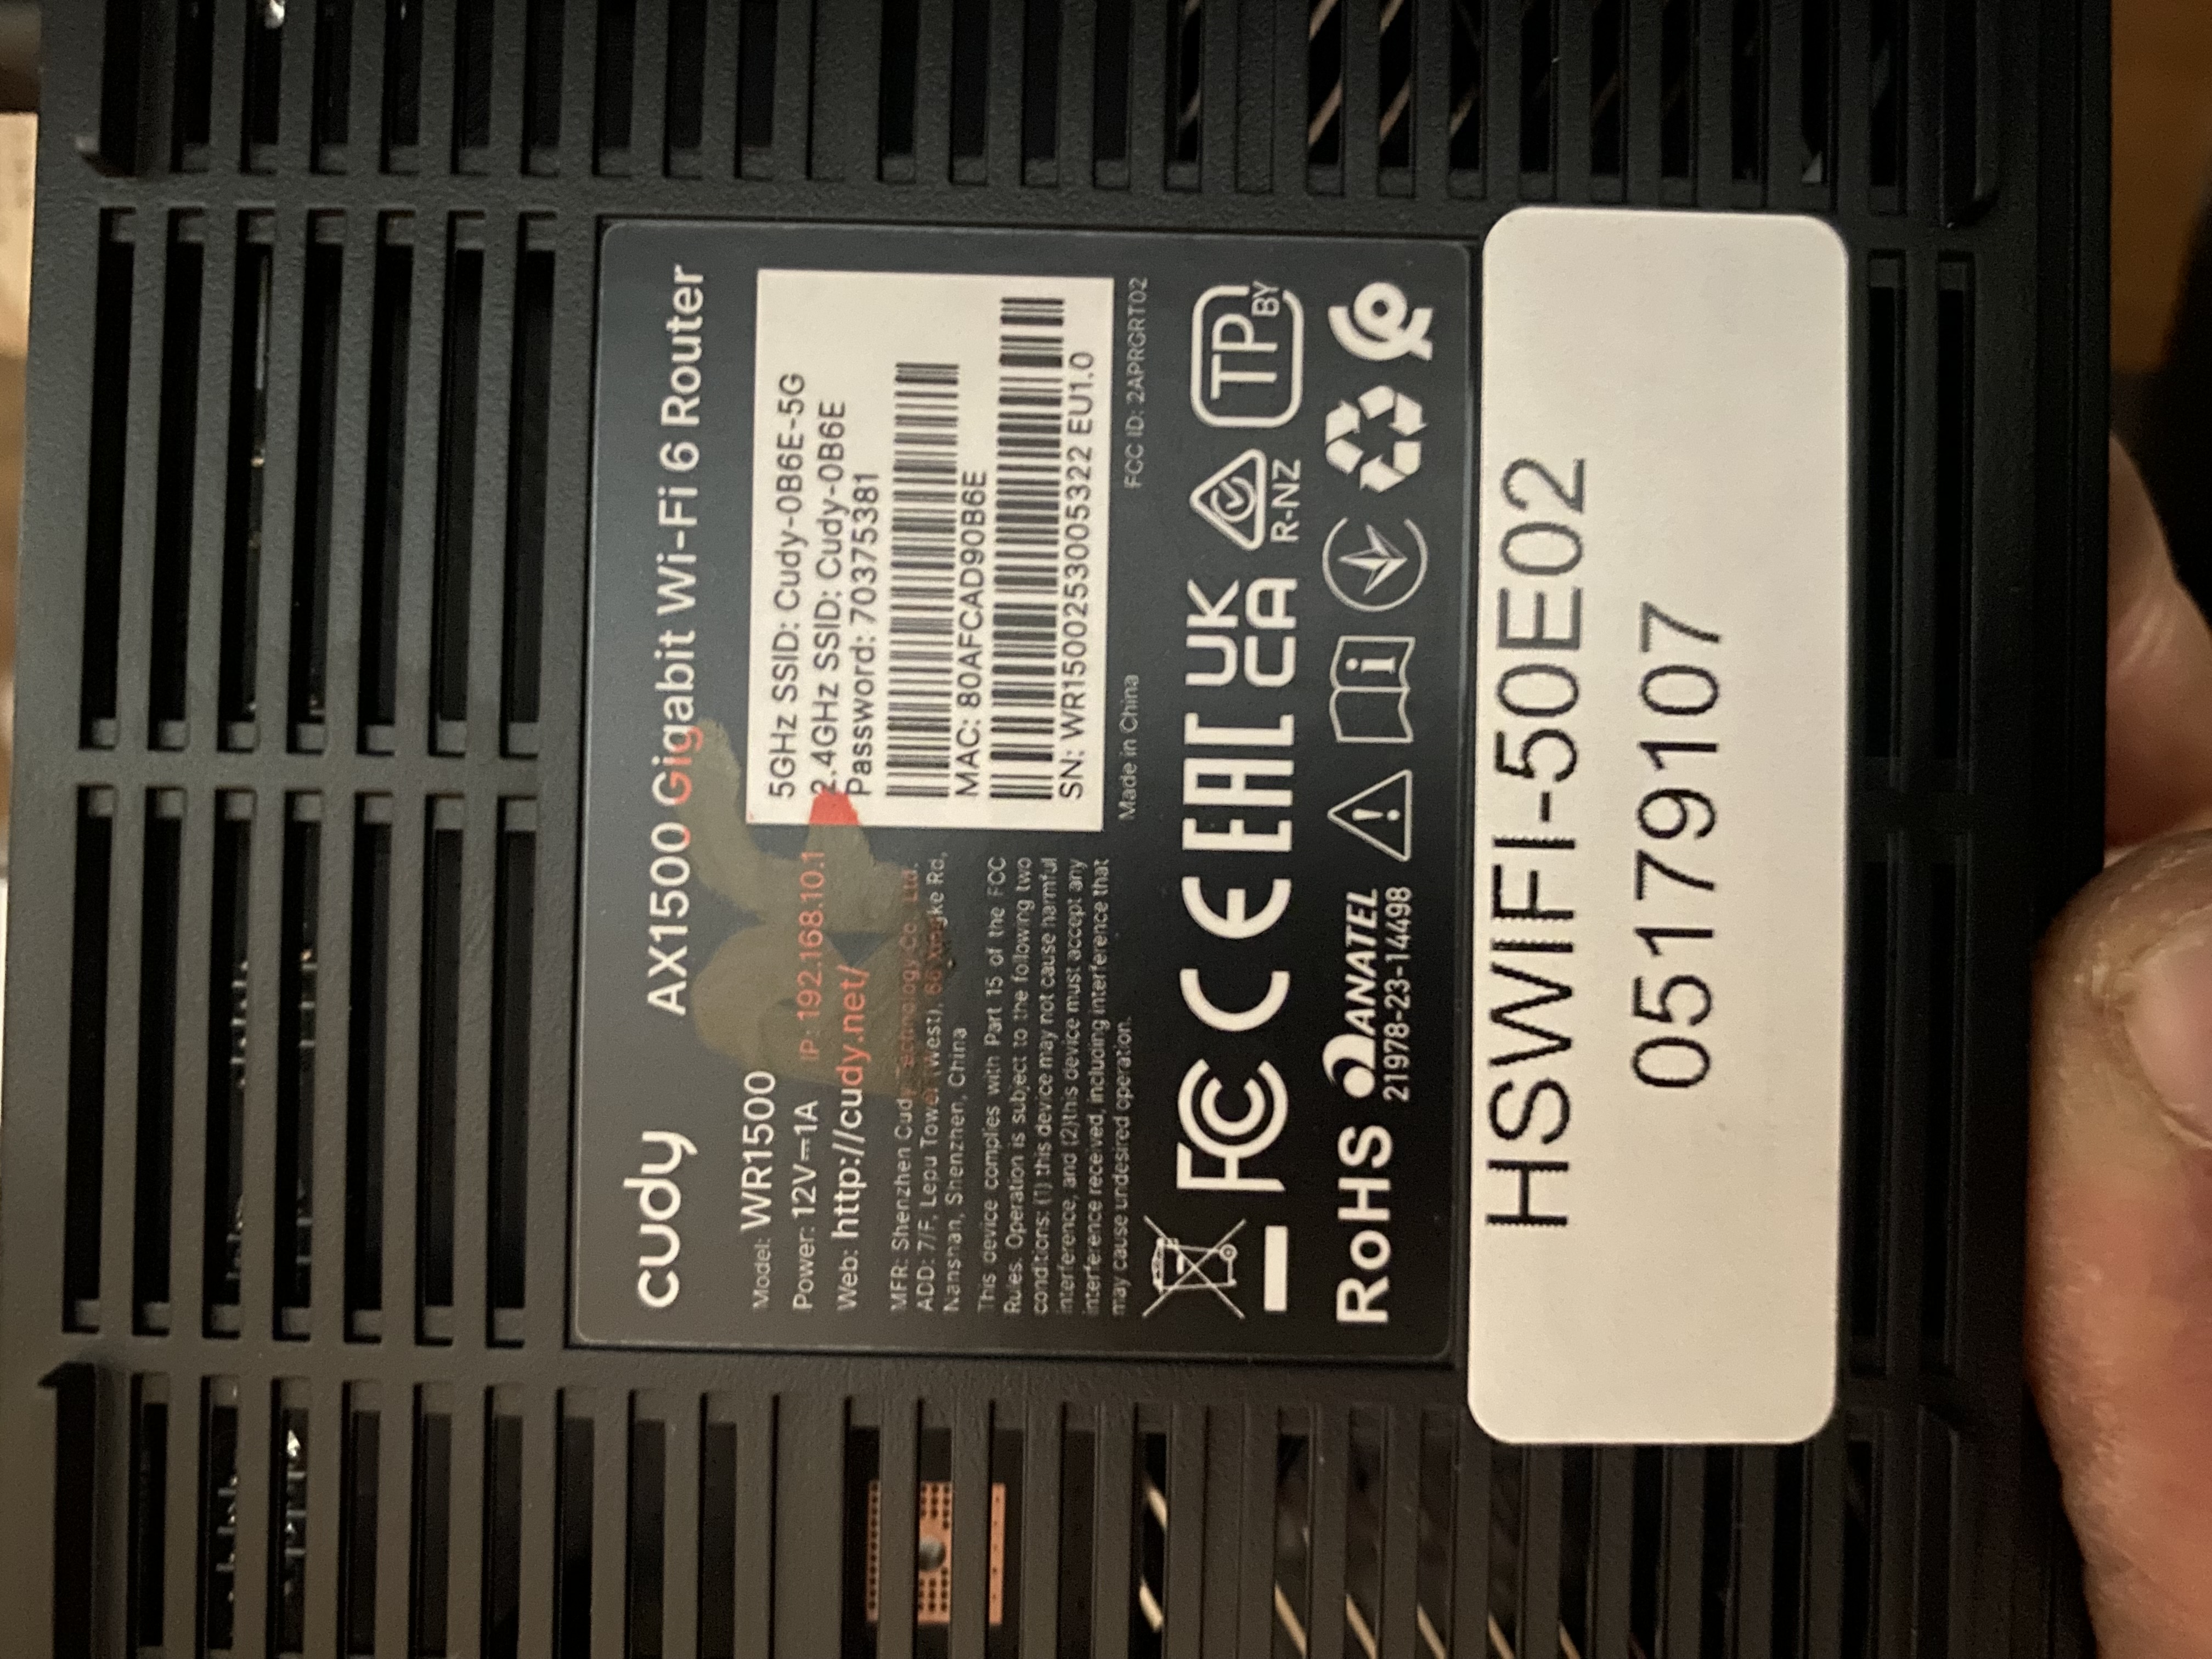 cudy
AX1500 Gigabit Wi-Fi 6 Router
Model: WR1500
Power: 12V⎓1A IP: 192.168.10.1
Web: http://cudy.net/
MFR: Shenzhen Cudy Technology Co., Ltd.
ADD: 7/F, Lepu Tower (West), 66 Xingke Rd,
Nanshan, Shenzhen, China
This device complies with Part 15 of the FCC
Rules. Operation is subject to the following two
conditions: (1) this device may not cause harmful
interference, and (2)this device must accept any
interference received, including interference that
may cause undesired operation.
5GHz SSID: Cudy-0B6E-5G
2.4GHz SSID: Cudy-0B6E
Password: 70375381
MAC: 80AFCAD90B6E
SN: WR1500253005322 EU1.0
Made in China
FCC ID: 2APRGRT02
FC CE EAC UK
CA
R-NZ
TP
BY
RoHS
ANATEL
21978-23-14498
HSWIFI-50E02
05179107